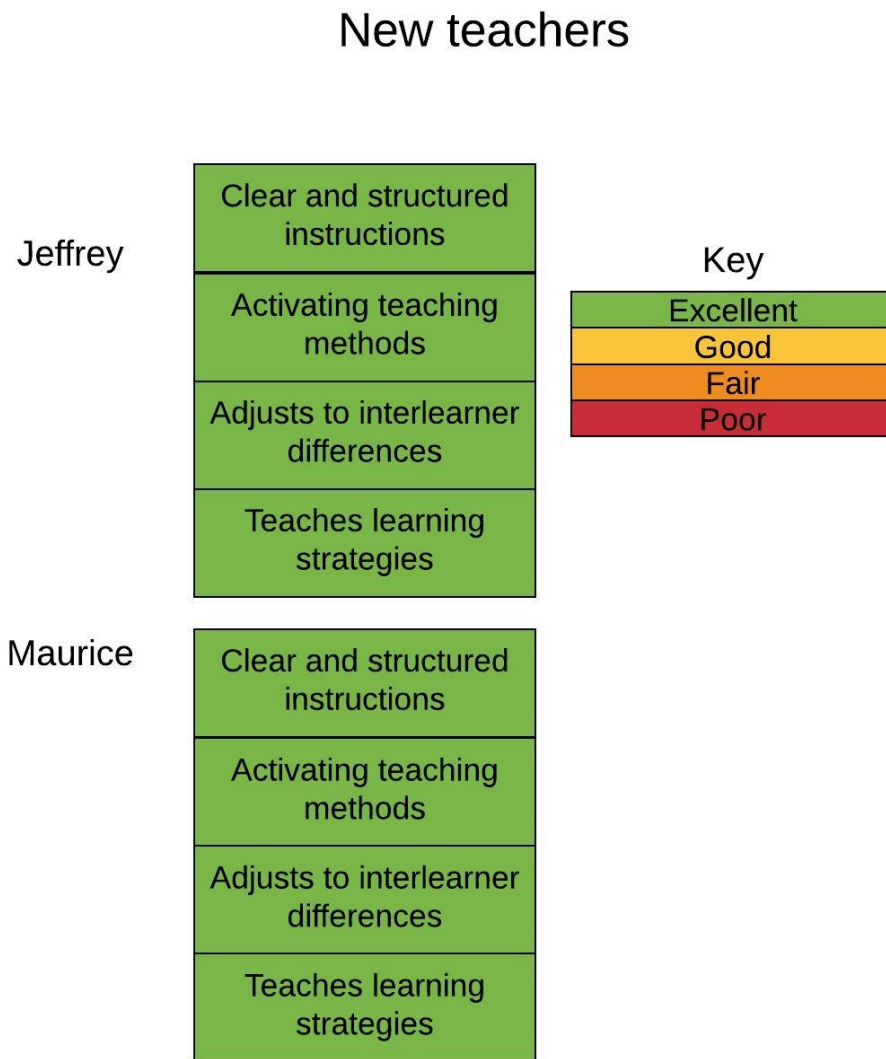 New teachers
Jeffrey
Clear and structured
instructions
Activating teaching
methods
Adjusts to interlearner
differences
Teaches learning
strategies
Key
Excellent
Good
Fair
Poor
Maurice
Clear and structured
instructions
Activating teaching
methods
Adjusts to interlearner
differences
Teaches learning
strategies